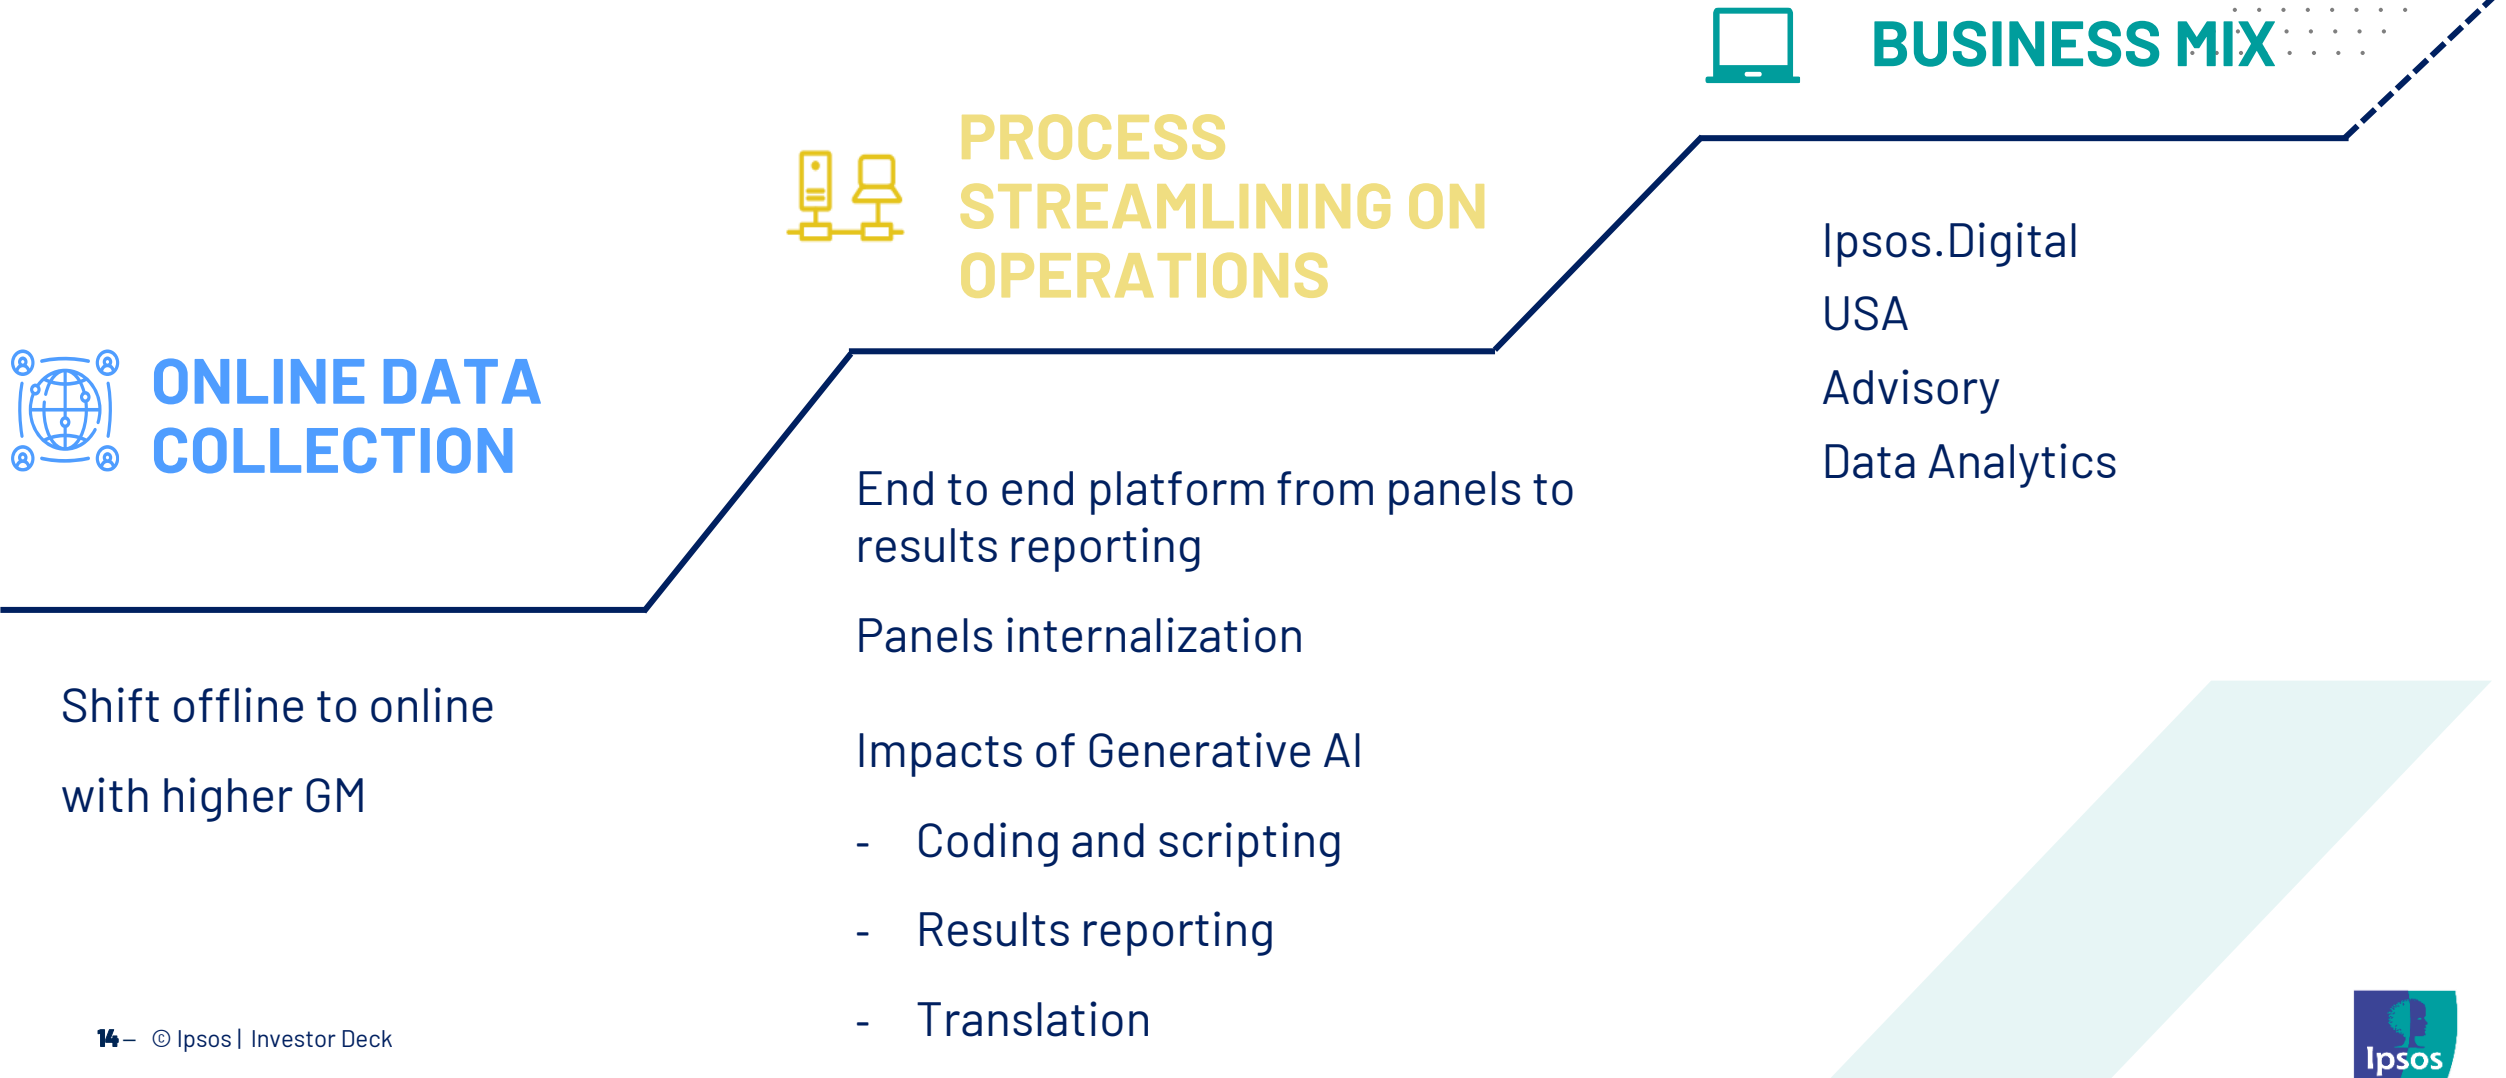 ONLINE DATA
COLLECTION
Shift offline to online
with higher GM
PROCESS
STREAMLINING ON
OPERATIONS
End to end platform from panels to
results reporting
Panels internalization
Impacts of Generative AI
- Coding and scripting
- Results reporting
- Translation
BUSINESS MIX
Ipsos.Digital
USA
Advisory
Data Analytics
14 – © Ipsos | Investor Deck
Ipsos